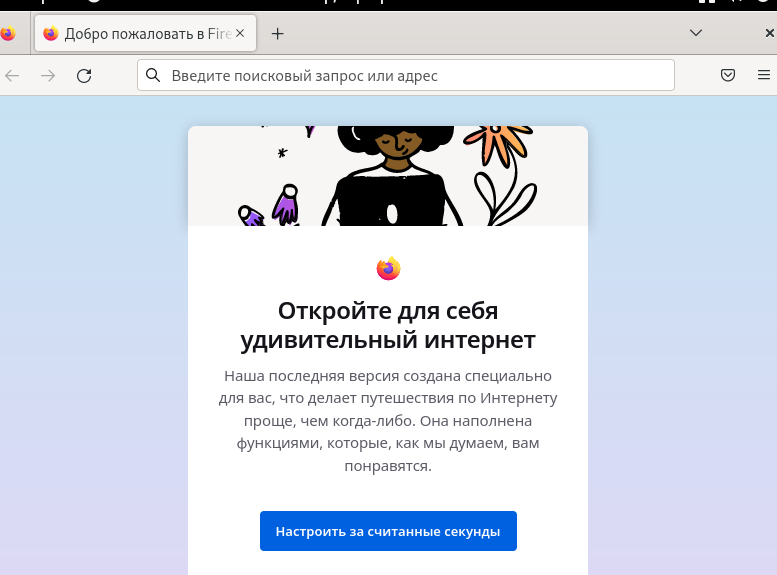 Добро пожаловать в Fire
Введите поисковый запрос или адрес
Откройте для себя
удивительный интернет
Наша последняя версия создана специально
для вас, что делает путешествия по Интернету
проще, чем когда-либо. Она наполнена
функциями, которые, как мы думаем, вам
понравятся.
Настроить за считанные секунды